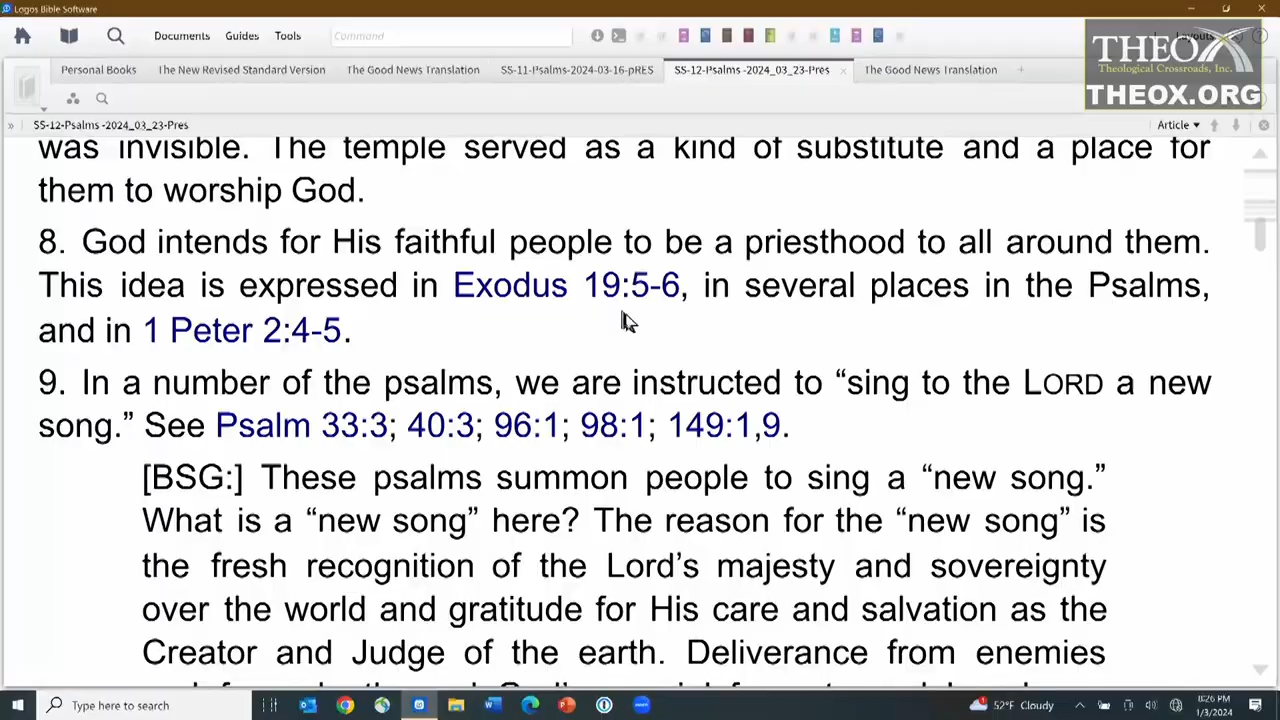 Logos Bible Software
Documents Guides Tools Command
THEOX
Theological Crossroads, Inc.
THEOX.ORG
Personal Books The New Revised Standard Version The Good News Translation 11-Psalms-2024-03-16-pRES SS-12-Psalms -2024_03_23-Pres The Good News Translation
SS-12-Psalms -2024_03_23-Pres Article
was invisible. The temple served as a kind of substitute and a place for
them to worship God.
8. God intends for His faithful people to be a priesthood to all around them.
This idea is expressed in Exodus 19:5-6, in several places in the Psalms,
and in 1 Peter 2:4-5.
9. In a number of the psalms, we are instructed to “sing to the LORD a new
song.” See Psalm 33:3; 40:3; 96:1; 98:1; 149:1,9.
[BSG:] These psalms summon people to sing a “new song.”
What is a “new song” here? The reason for the “new song” is
the fresh recognition of the Lord’s majesty and sovereignty
over the world and gratitude for His care and salvation as the
Creator and Judge of the earth. Deliverance from enemies
Type here to search
52°F Cloudy
8:26 PM
1/3/2024